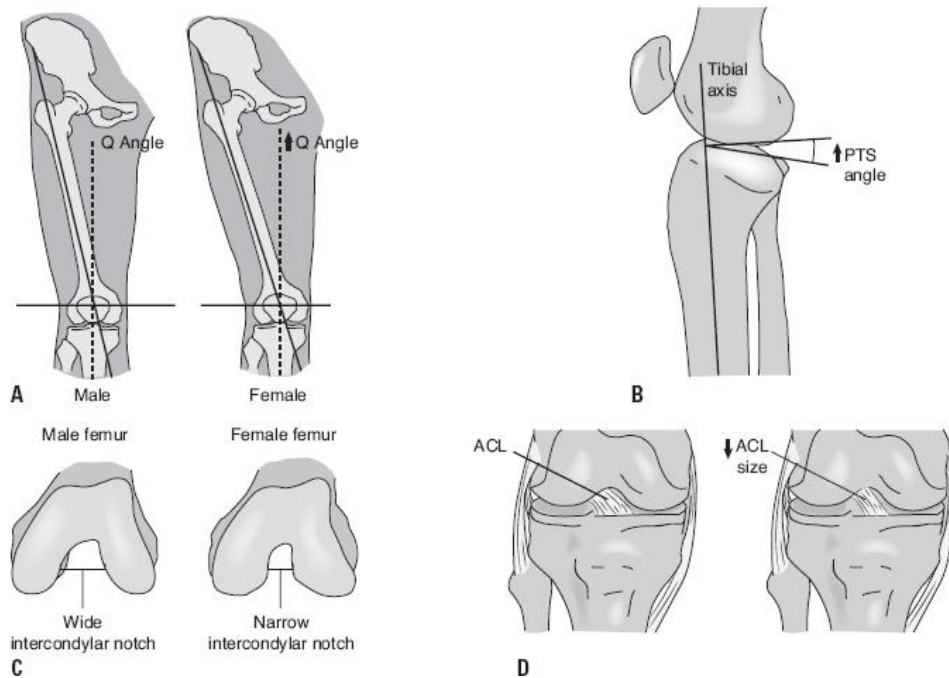 Q Angle
⬆ Q Angle
A
Male
Female
Tibial
axis
⬆ PTS
angle
B
Male femur
Female femur
Wide
intercondylar notch
Narrow
intercondylar notch
C
ACL
⬇ ACL
size
D